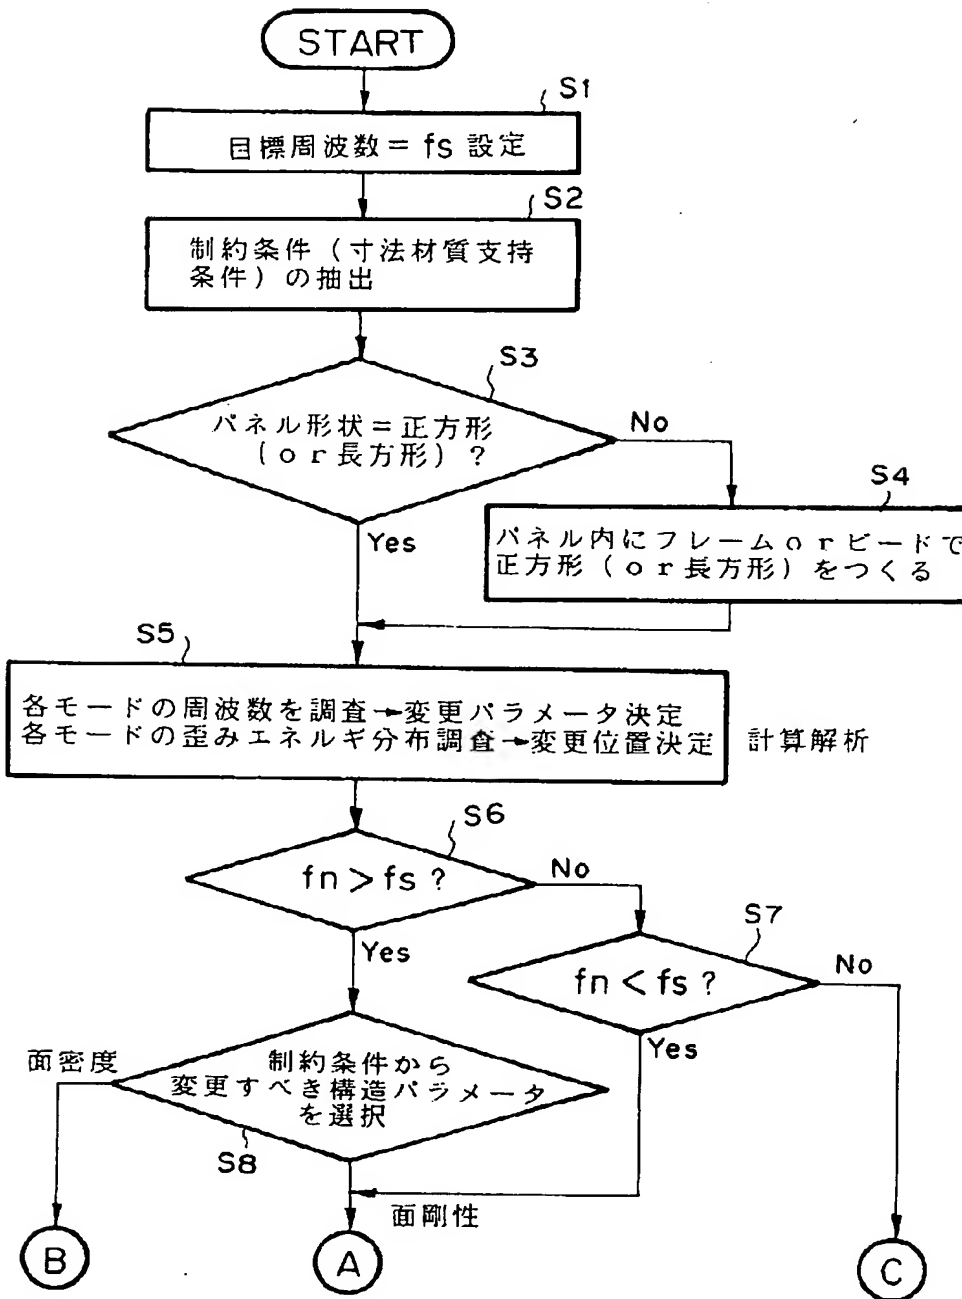 START
S1
目標周波数＝fs 設定
S2
制約条件（寸法材質支持
条件）の抽出
S3
パネル形状＝正方形
（ｏｒ長方形）？
No
S4
Yes
パネル内にフレームｏｒビードで
正方形（ｏｒ長方形）をつくる
S5
各モードの周波数を調査→変更パラメータ決定
各モードの歪みエネルギ分布調査→変更位置決定
計算解析
S6
fn＞fs？
No
S7
Yes
fn＜fs？
No
Yes
面密度
制約条件から
変更すべき構造パラメータ
を選択
S8
面剛性
B
A
C